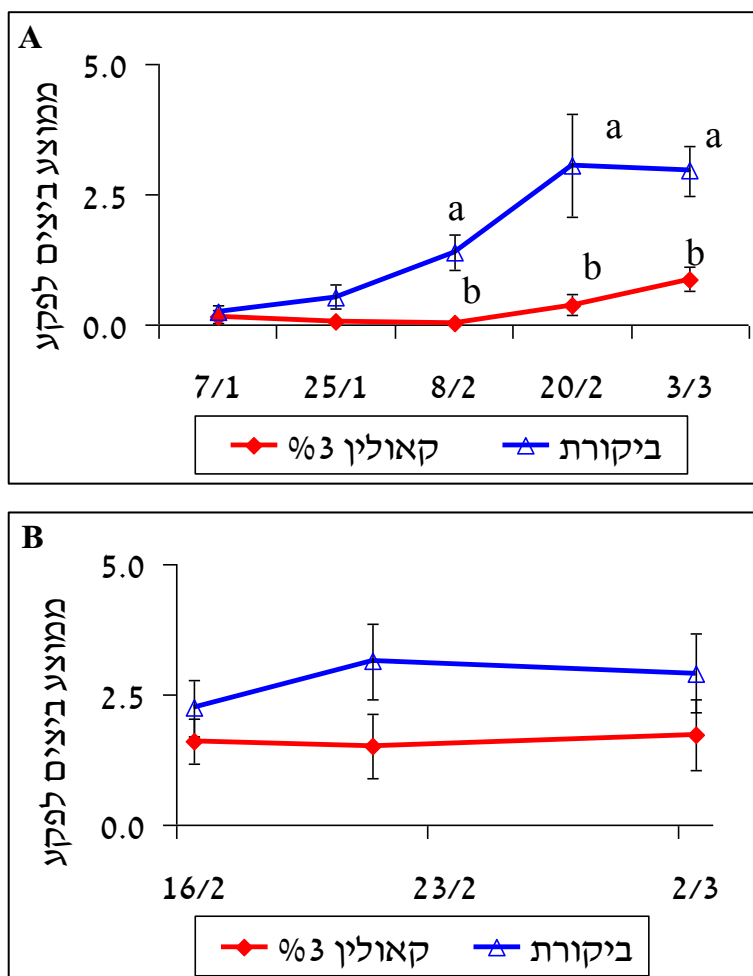 A
ממוצע ביצים לפקע
5.0
2.5
0.0
a
a
a
b
b
b
7/1 25/1 8/2 20/2 3/3
%3 קאולין ביקורת
B
ממוצע ביצים לפקע
5.0
2.5
0.0
16/2 23/2 2/3
%3 קאולין ביקורת